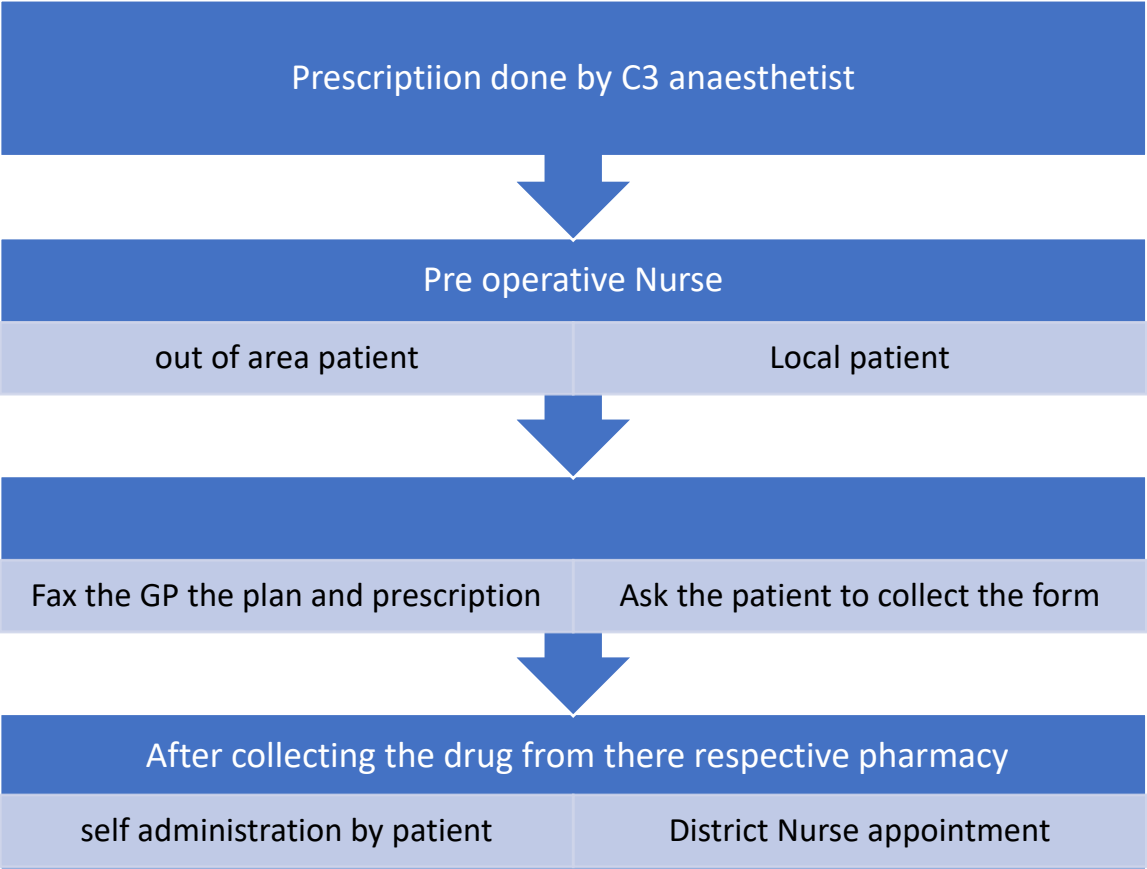 Prescriptiion done by C3 anaesthetist
Pre operative Nurse
out of area patient
Local patient
Fax the GP the plan and prescription
Ask the patient to collect the form
After collecting the drug from there respective pharmacy
self administration by patient
District Nurse appointment